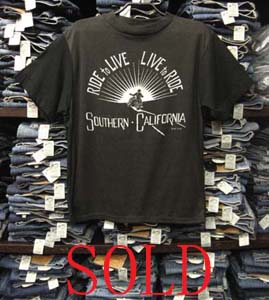 RIDE to LIVE LIVE to RIDE
SOUTHERN · CALIFORNIA
SOLD